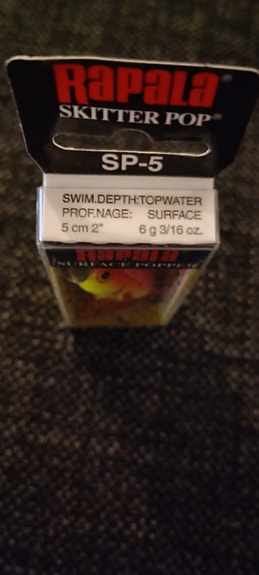 Rapala®
SKITTER POP®
SP-5
SWIM.DEPTH:TOPWATER
PROF.NAGE: SURFACE
5 cm 2" 6 g 3/16 oz.
Rapala
SURFACE POPPER